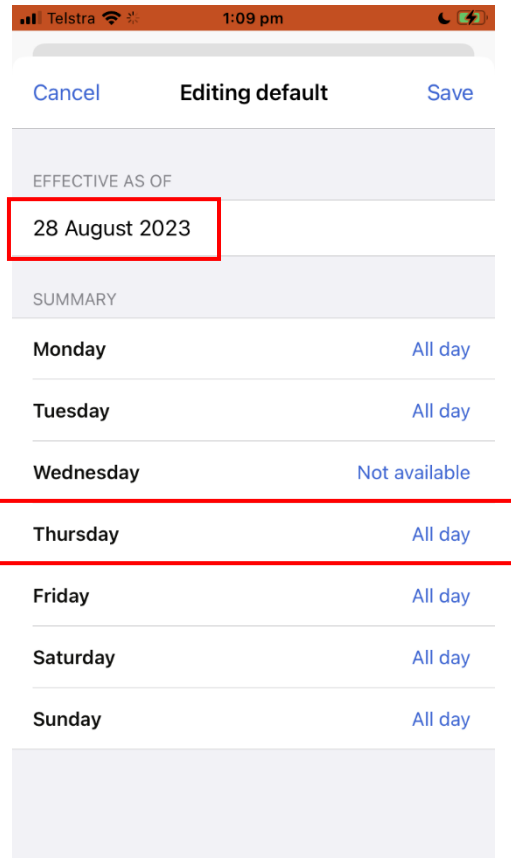 Telstra 1:09 pm
Cancel Editing default Save
EFFECTIVE AS OF
28 August 2023
SUMMARY
Monday All day
Tuesday All day
Wednesday Not available
Thursday All day
Friday All day
Saturday All day
Sunday All day